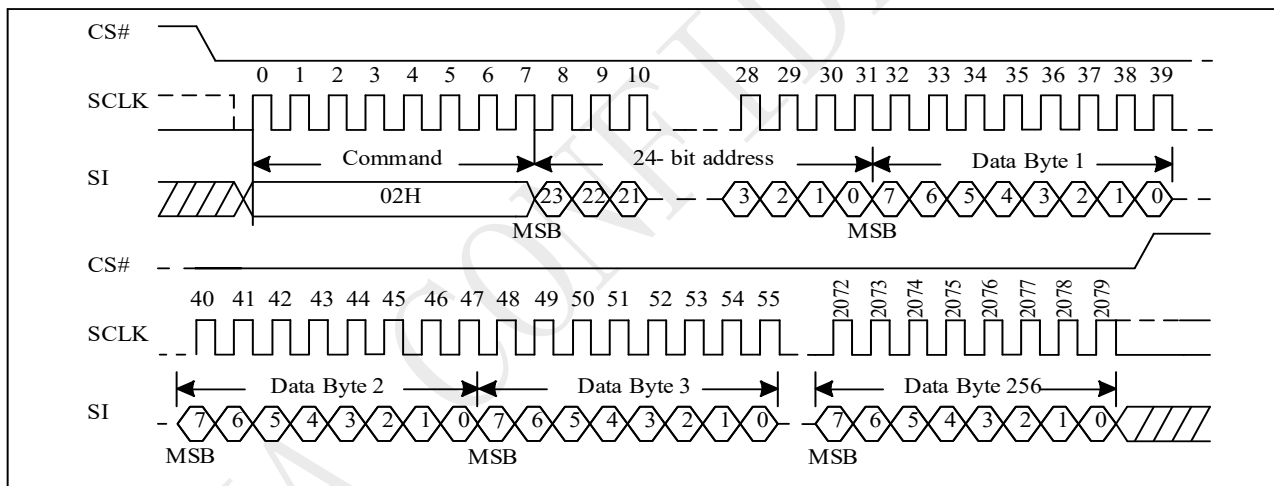 CS#
0 1 2 3 4 5 6 7 8 9 10 28 29 30 31 32 33 34 35 36 37 38 39
SCLK
Command 24- bit address Data Byte 1
SI
02H 23 22 21 3 2 1 0 7 6 5 4 3 2 1 0
MSB MSB
CS#
40 41 42 43 44 45 46 47 48 49 50 51 52 53 54 55 2072 2073 2074 2075 2076 2077 2078 2079
SCLK
Data Byte 2 Data Byte 3 Data Byte 256
SI
7 6 5 4 3 2 1 0 7 6 5 4 3 2 1 0 7 6 5 4 3 2 1 0
MSB MSB MSB